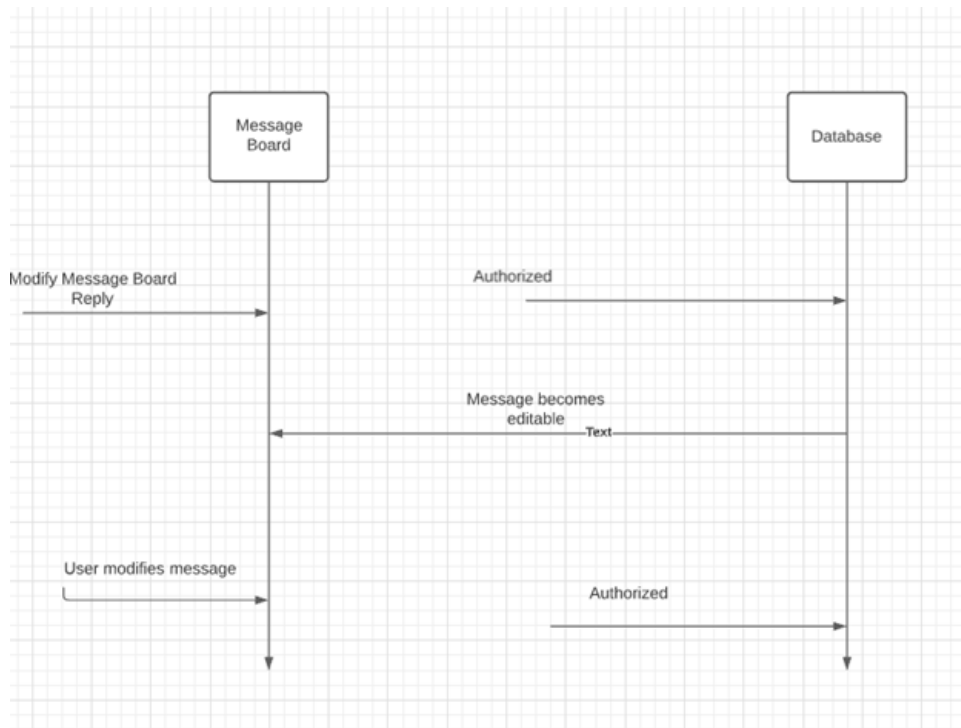 Message
Board
Database
Modify Message Board
Reply
Authorized
Message becomes
editable
Text
User modifies message
Authorized